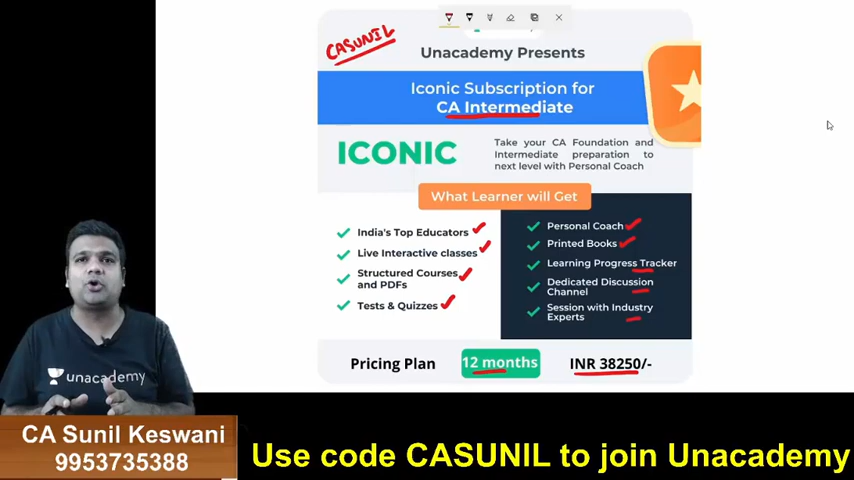 CASUNIL
Unacademy Presents
Iconic Subscription for
CA Intermediate
ICONIC
Take your CA Foundation and
Intermediate preparation to
next level with Personal Coach
What Learner will Get
India's Top Educators
Live Interactive classes
Structured Courses
and PDFs
Tests & Quizzes
Personal Coach
Printed Books
Learning Progress Tracker
Dedicated Discussion
Channel
Session with Industry
Experts
Pricing Plan
12 months
INR 38250/-
unacademy
CA Sunil Keswani
9953735388
Use code CASUNIL to join Unacademy